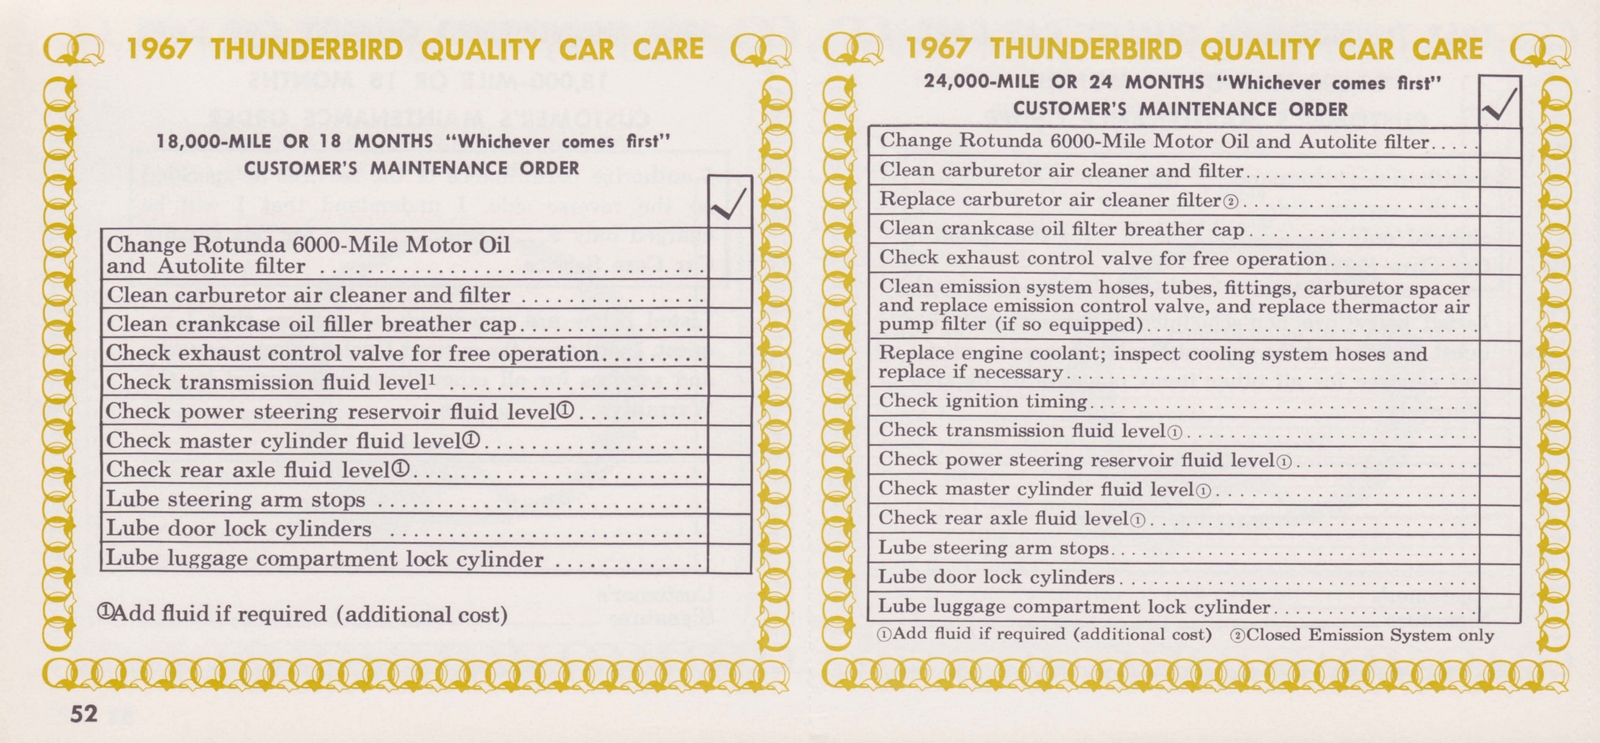 1967 THUNDERBIRD QUALITY CAR CARE
18,000-MILE OR 18 MONTHS "Whichever comes first"
CUSTOMER'S MAINTENANCE ORDER
Change Rotunda 6000-Mile Motor Oil
and Autolite filter
Clean carburetor air cleaner and filter
Clean crankcase oil filler breather cap
Check exhaust control valve for free operation
Check transmission fluid level¹
Check power steering reservoir fluid level①
Check master cylinder fluid level①
Check rear axle fluid level①
Lube steering arm stops
Lube door lock cylinders
Lube luggage compartment lock cylinder
①Add fluid if required (additional cost)
52
1967 THUNDERBIRD QUALITY CAR CARE
24,000-MILE OR 24 MONTHS "Whichever comes first"
CUSTOMER'S MAINTENANCE ORDER
Change Rotunda 6000-Mile Motor Oil and Autolite filter
Clean carburetor air cleaner and filter
Replace carburetor air cleaner filter②
Clean crankcase oil filter breather cap
Check exhaust control valve for free operation
Clean emission system hoses, tubes, fittings, carburetor spacer
and replace emission control valve, and replace thermactor air
pump filter (if so equipped)
Replace engine coolant; inspect cooling system hoses and
replace if necessary
Check ignition timing
Check transmission fluid level①
Check power steering reservoir fluid level①
Check master cylinder fluid level①
Check rear axle fluid level①
Lube steering arm stops
Lube door lock cylinders
Lube luggage compartment lock cylinder
①Add fluid if required (additional cost) ②Closed Emission System only